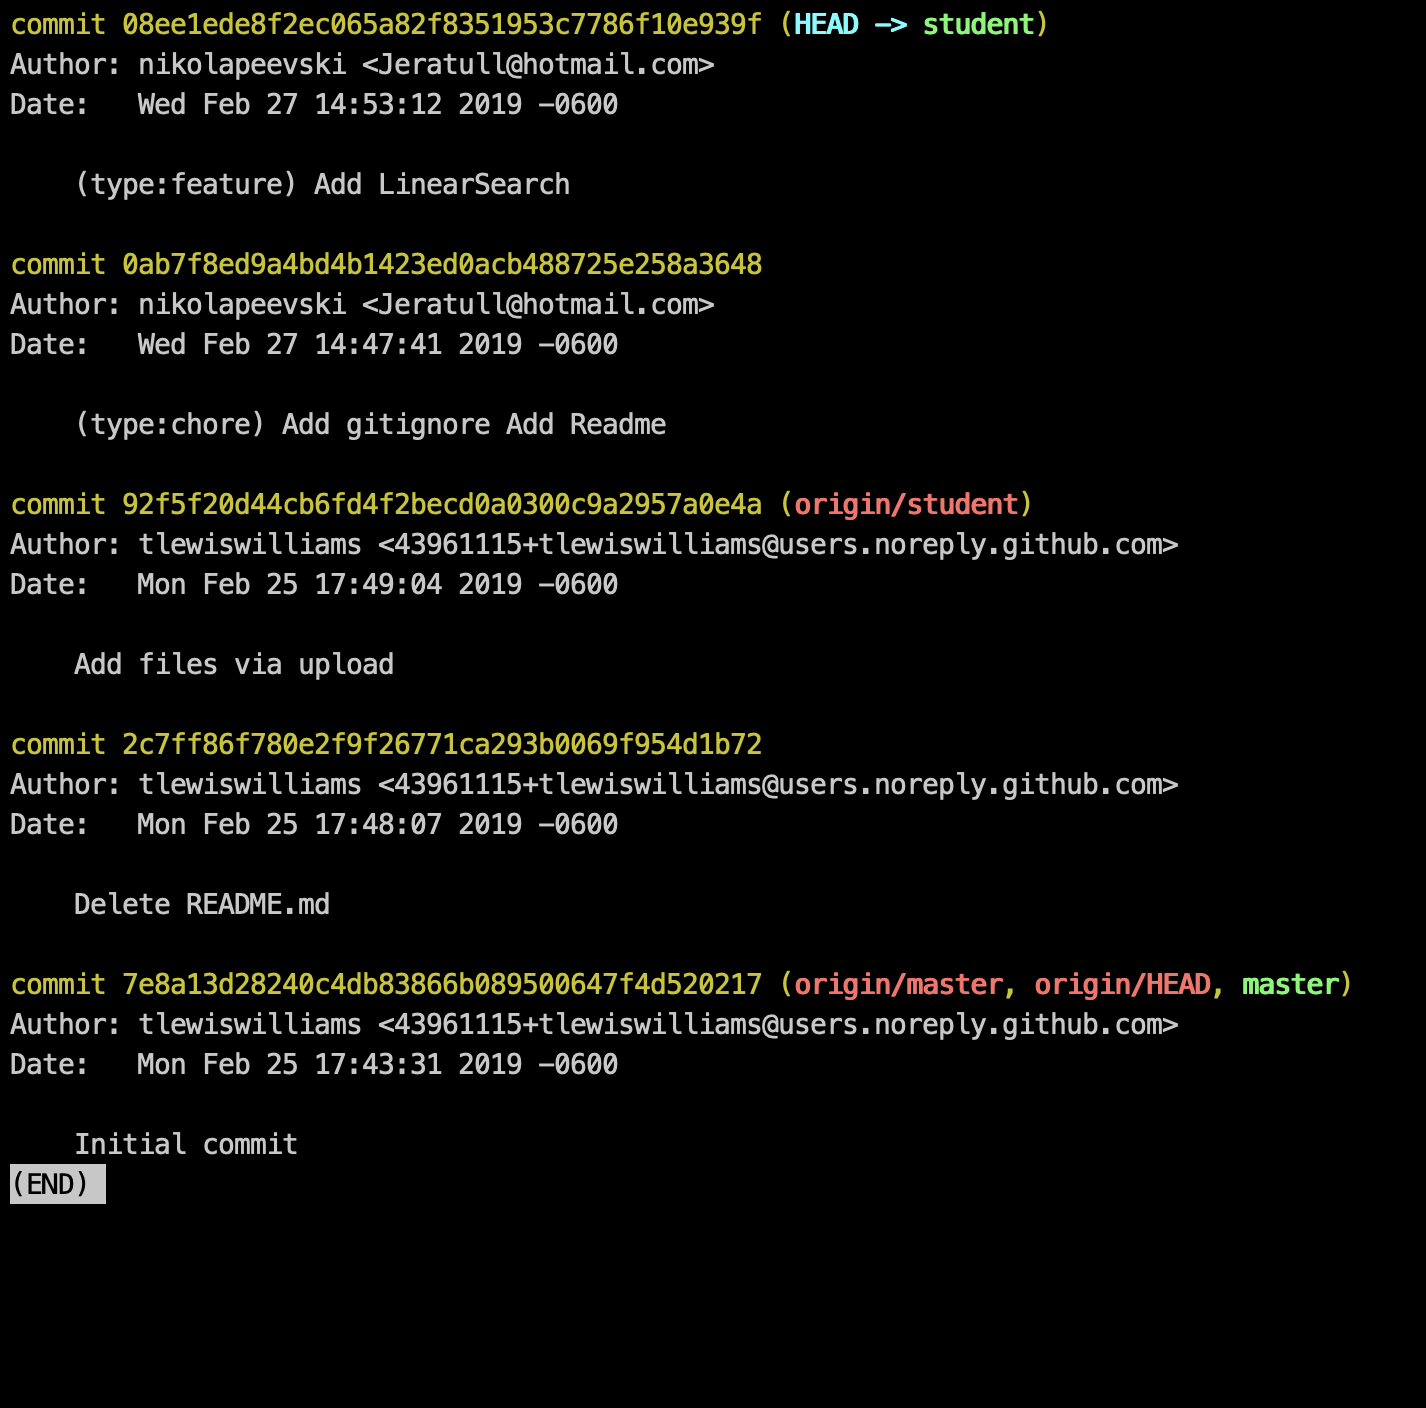 commit 08ee1ede8f2ec065a82f8351953c7786f10e939f (HEAD -> student)
Author: nikolapeevski <Jeratull@hotmail.com>
Date:   Wed Feb 27 14:53:12 2019 -0600
(type:feature) Add LinearSearch
commit 0ab7f8ed9a4bd4b1423ed0acb488725e258a3648
Author: nikolapeevski <Jeratull@hotmail.com>
Date:   Wed Feb 27 14:47:41 2019 -0600
(type:chore) Add gitignore Add Readme
commit 92f5f20d44cb6fd4f2becd0a0300c9a2957a0e4a (origin/student)
Author: tlewiswilliams <43961115+tlewiswilliams@users.noreply.github.com>
Date:   Mon Feb 25 17:49:04 2019 -0600
Add files via upload
commit 2c7ff86f780e2f9f26771ca293b0069f954d1b72
Author: tlewiswilliams <43961115+tlewiswilliams@users.noreply.github.com>
Date:   Mon Feb 25 17:48:07 2019 -0600
Delete README.md
commit 7e8a13d28240c4db83866b089500647f4d520217 (origin/master, origin/HEAD, master)
Author: tlewiswilliams <43961115+tlewiswilliams@users.noreply.github.com>
Date:   Mon Feb 25 17:43:31 2019 -0600
Initial commit
(END)